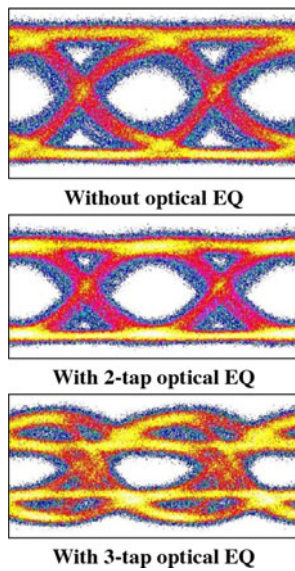 Without optical EQ
With 2-tap optical EQ
With 3-tap optical EQ